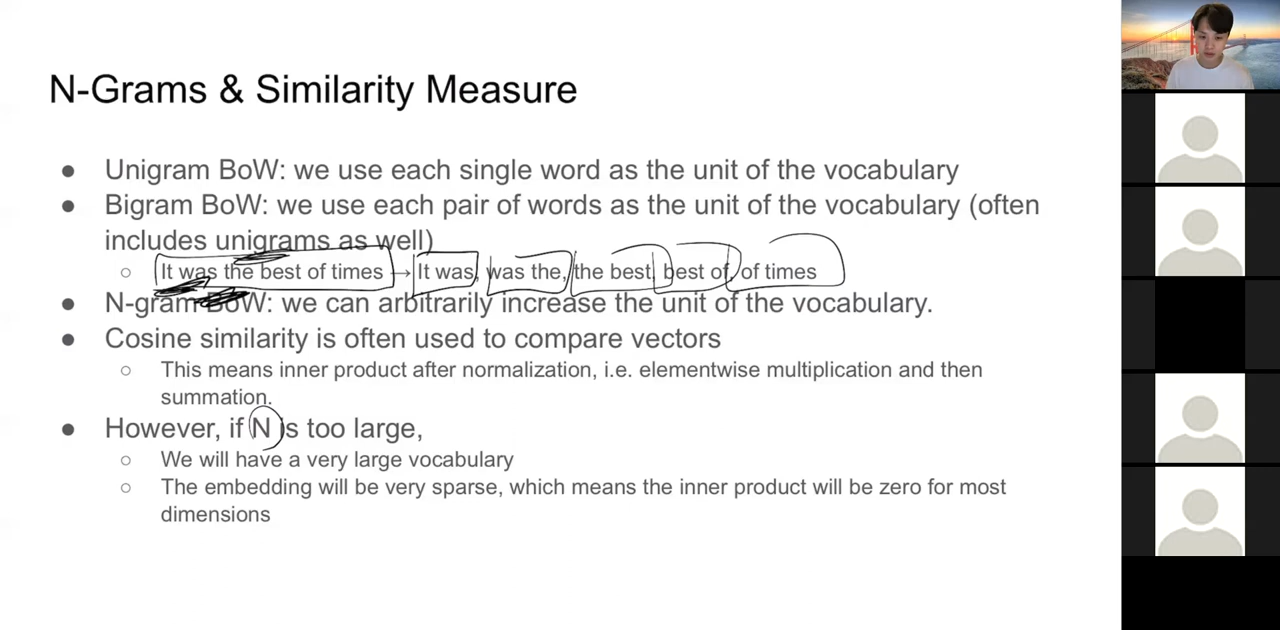 N-Grams & Similarity Measure
● Unigram BoW: we use each single word as the unit of the vocabulary
● Bigram BoW: we use each pair of words as the unit of the vocabulary (often
includes unigrams as well)
○ It was the best of times → It was, was the, the best, best of, of times
● N-gram BoW: we can arbitrarily increase the unit of the vocabulary.
● Cosine similarity is often used to compare vectors
○ This means inner product after normalization, i.e. elementwise multiplication and then
summation.
● However, if N is too large,
○ We will have a very large vocabulary
○ The embedding will be very sparse, which means the inner product will be zero for most
dimensions